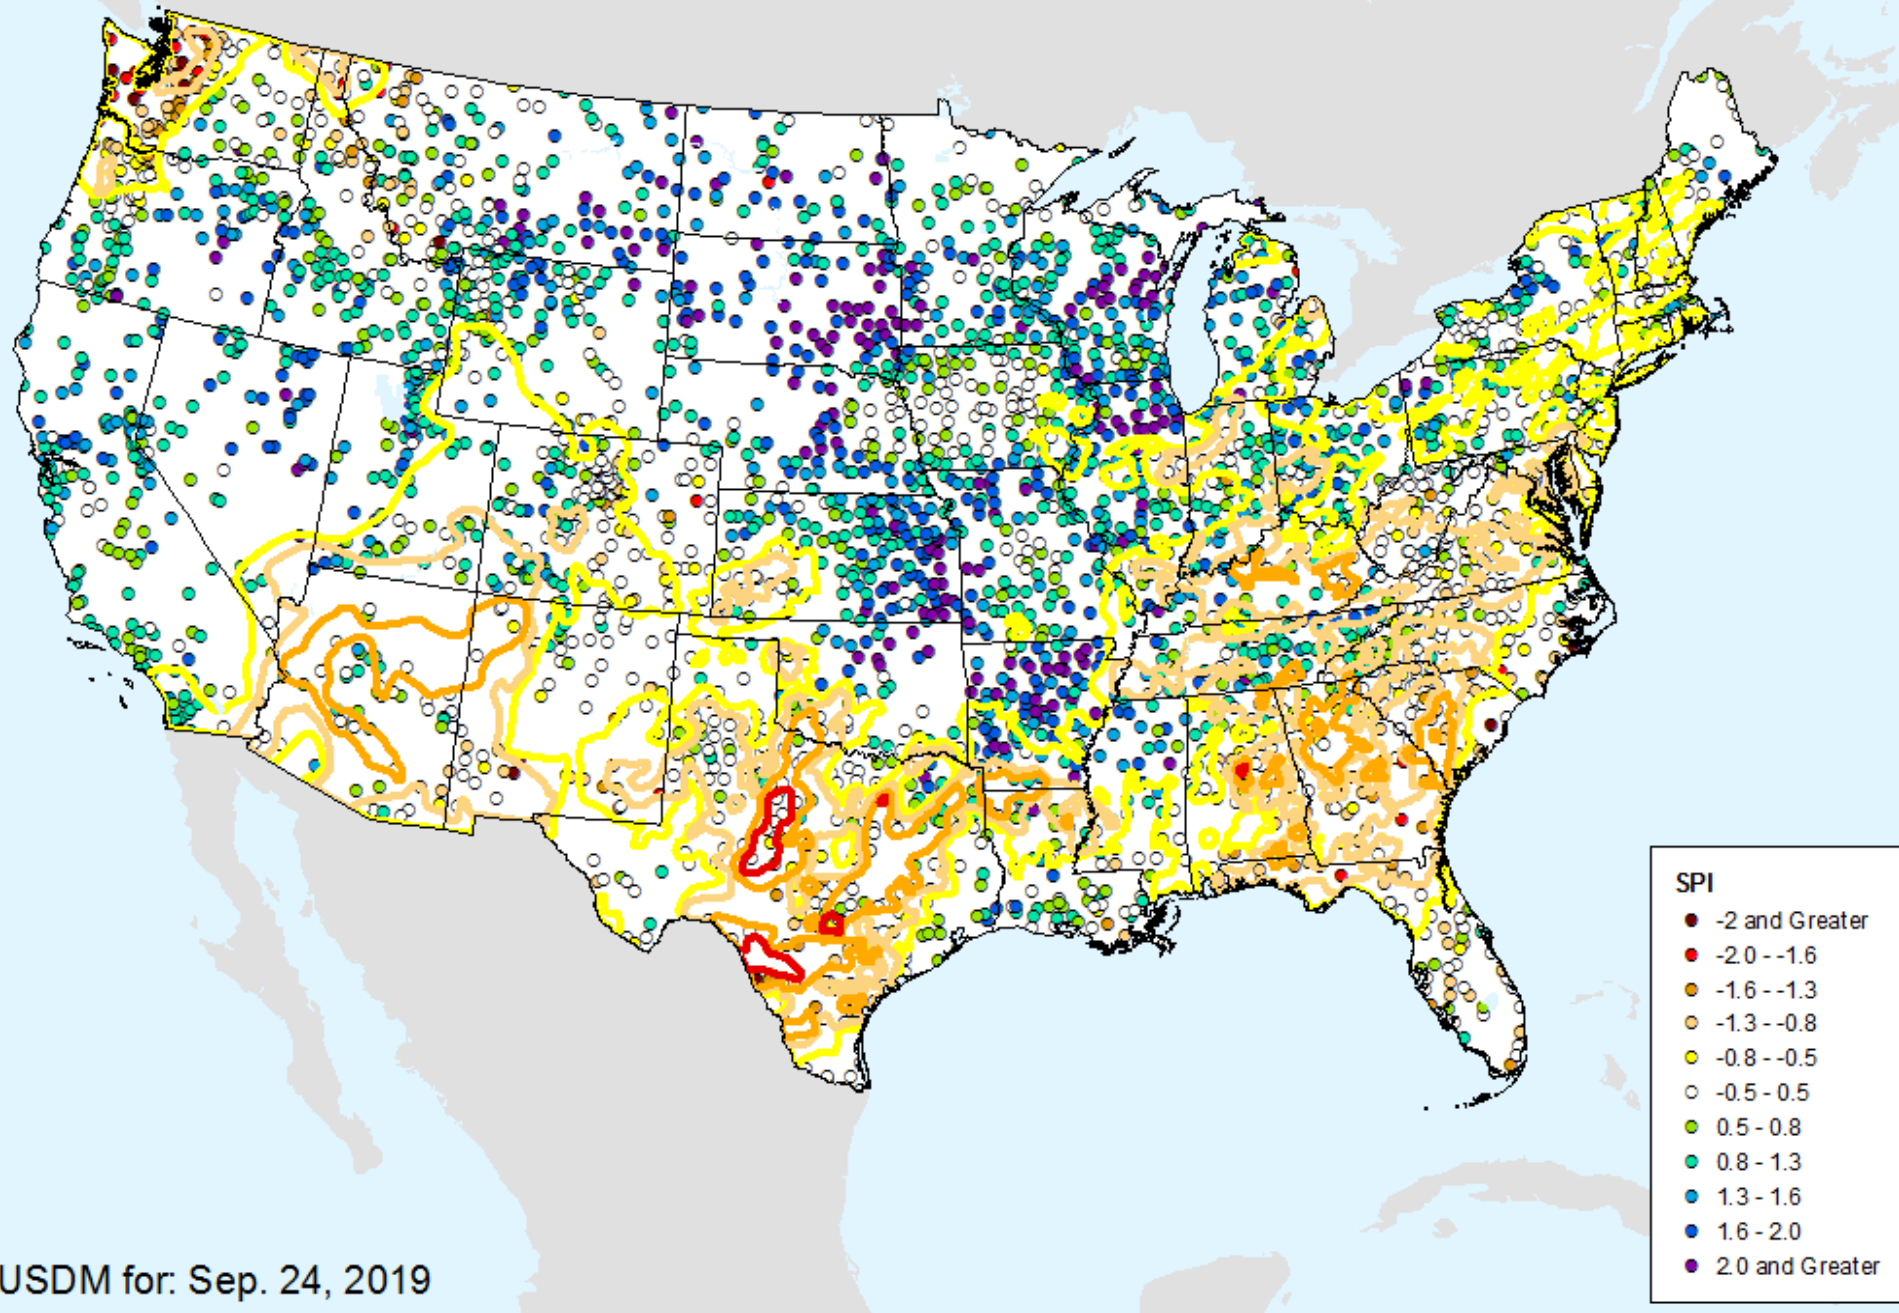 SPI
-2 and Greater
-2.0 - -1.6
-1.6 - -1.3
-1.3 - -0.8
-0.8 - -0.5
-0.5 - 0.5
0.5 - 0.8
0.8 - 1.3
1.3 - 1.6
1.6 - 2.0
2.0 and Greater
USDM for: Sep. 24, 2019